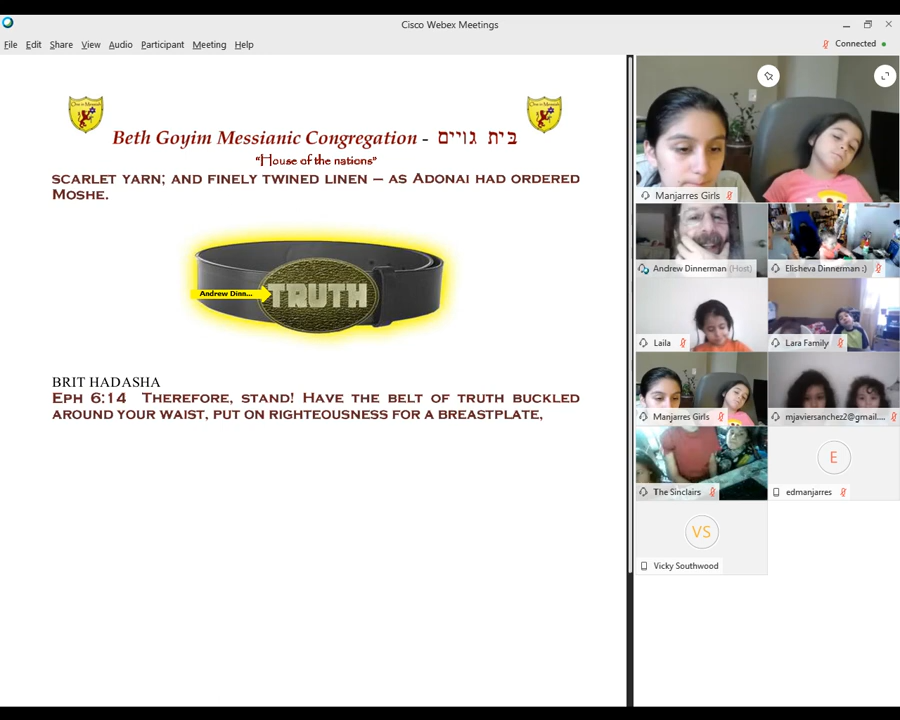 Cisco Webex Meetings
File Edit Share View Audio Participant Meeting Help
Connected
Beth Goyim Messianic Congregation - בית גויים
“House of the nations”
SCARLET YARN; AND FINELY TWINED LINEN – AS ADONAI HAD ORDERED
MOSHE.
Andrew Dinn...
TRUTH
BRIT HADASHA
EPH 6:14 THEREFORE, STAND! HAVE THE BELT OF TRUTH BUCKLED
AROUND YOUR WAIST, PUT ON RIGHTEOUSNESS FOR A BREASTPLATE,
Manjarres Girls
Andrew Dinnerman (Host)
Elisheva Dinnerman :)
Laila
Lara Family
Manjarres Girls
mjaviersanchez2@gmail....
The Sinclairs
E
edmanjarres
VS
Vicky Southwood